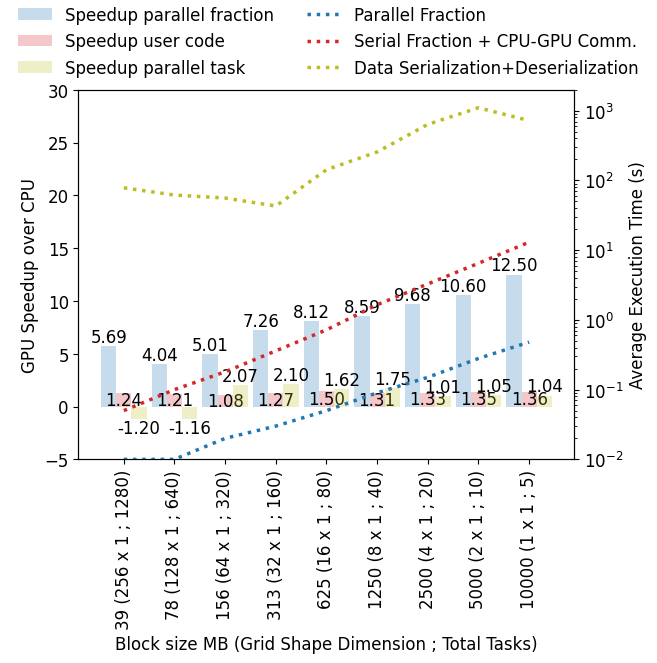 Speedup parallel fraction
Speedup user code
Speedup parallel task
Parallel Fraction
Serial Fraction + CPU-GPU Comm.
Data Serialization+Deserialization
GPU Speedup over CPU
30
25
20
15
10
5
0
−5
5.69
4.04
5.01
7.26
8.12
8.59
9.68
10.60
12.50
1.24
1.21
1.08
1.27
1.50
1.31
1.33
1.35
1.36
-1.20
-1.16
2.07
2.10
1.62
1.75
1.01
1.05
1.04
10³
10²
10¹
10⁰
10⁻¹
10⁻²
Average Execution Time (s)
39 (256 x 1 ; 1280)
78 (128 x 1 ; 640)
156 (64 x 1 ; 320)
313 (32 x 1 ; 160)
625 (16 x 1 ; 80)
1250 (8 x 1 ; 40)
2500 (4 x 1 ; 20)
5000 (2 x 1 ; 10)
10000 (1 x 1 ; 5)
Block size MB (Grid Shape Dimension ; Total Tasks)